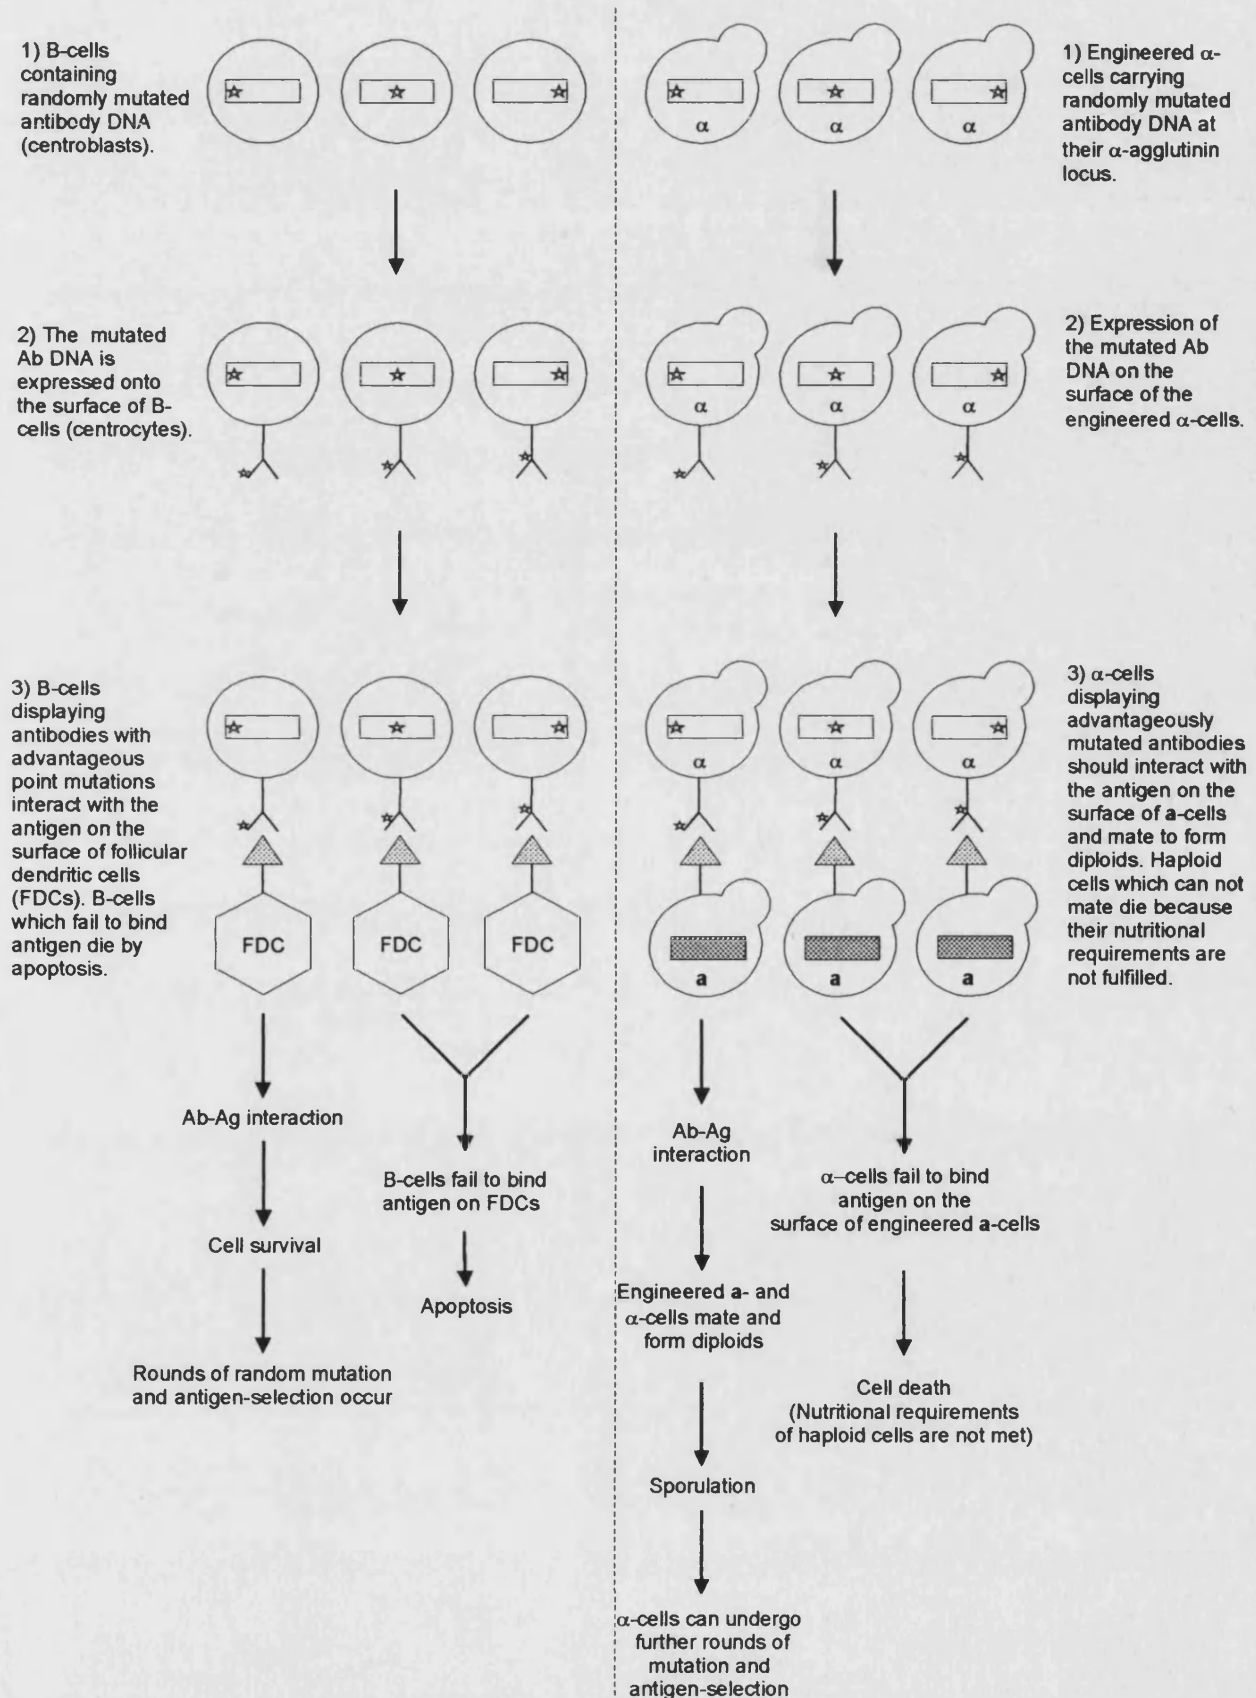 1) B-cells
containing
randomly mutated
antibody DNA
(centroblasts).
2) The mutated
Ab DNA is
expressed onto
the surface of B-
cells (centrocytes).
3) B-cells
displaying
antibodies with
advantageous
point mutations
interact with the
antigen on the
surface of follicular
dendritic cells
(FDCs). B-cells
which fail to bind
antigen die by
apoptosis.
FDC
FDC
FDC
Ab-Ag interaction
Cell survival
Rounds of random mutation
and antigen-selection occur
B-cells fail to bind
antigen on FDCs
Apoptosis
α
α
α
1) Engineered α-
cells carrying
randomly mutated
antibody DNA at
their α-agglutinin
locus.
α
α
α
2) Expression of
the mutated Ab
DNA on the
surface of the
engineered α-cells.
α
α
α
a
a
a
3) α-cells
displaying
advantageously
mutated antibodies
should interact with
the antigen on the
surface of a-cells
and mate to form
diploids. Haploid
cells which can not
mate die because
their nutritional
requirements are
not fulfilled.
Ab-Ag
interaction
Engineered a- and
α-cells mate and
form diploids
Sporulation
α-cells can undergo
further rounds of
mutation and
antigen-selection
α–cells fail to bind
antigen on the
surface of engineered a-cells
Cell death
(Nutritional requirements
of haploid cells are not met)